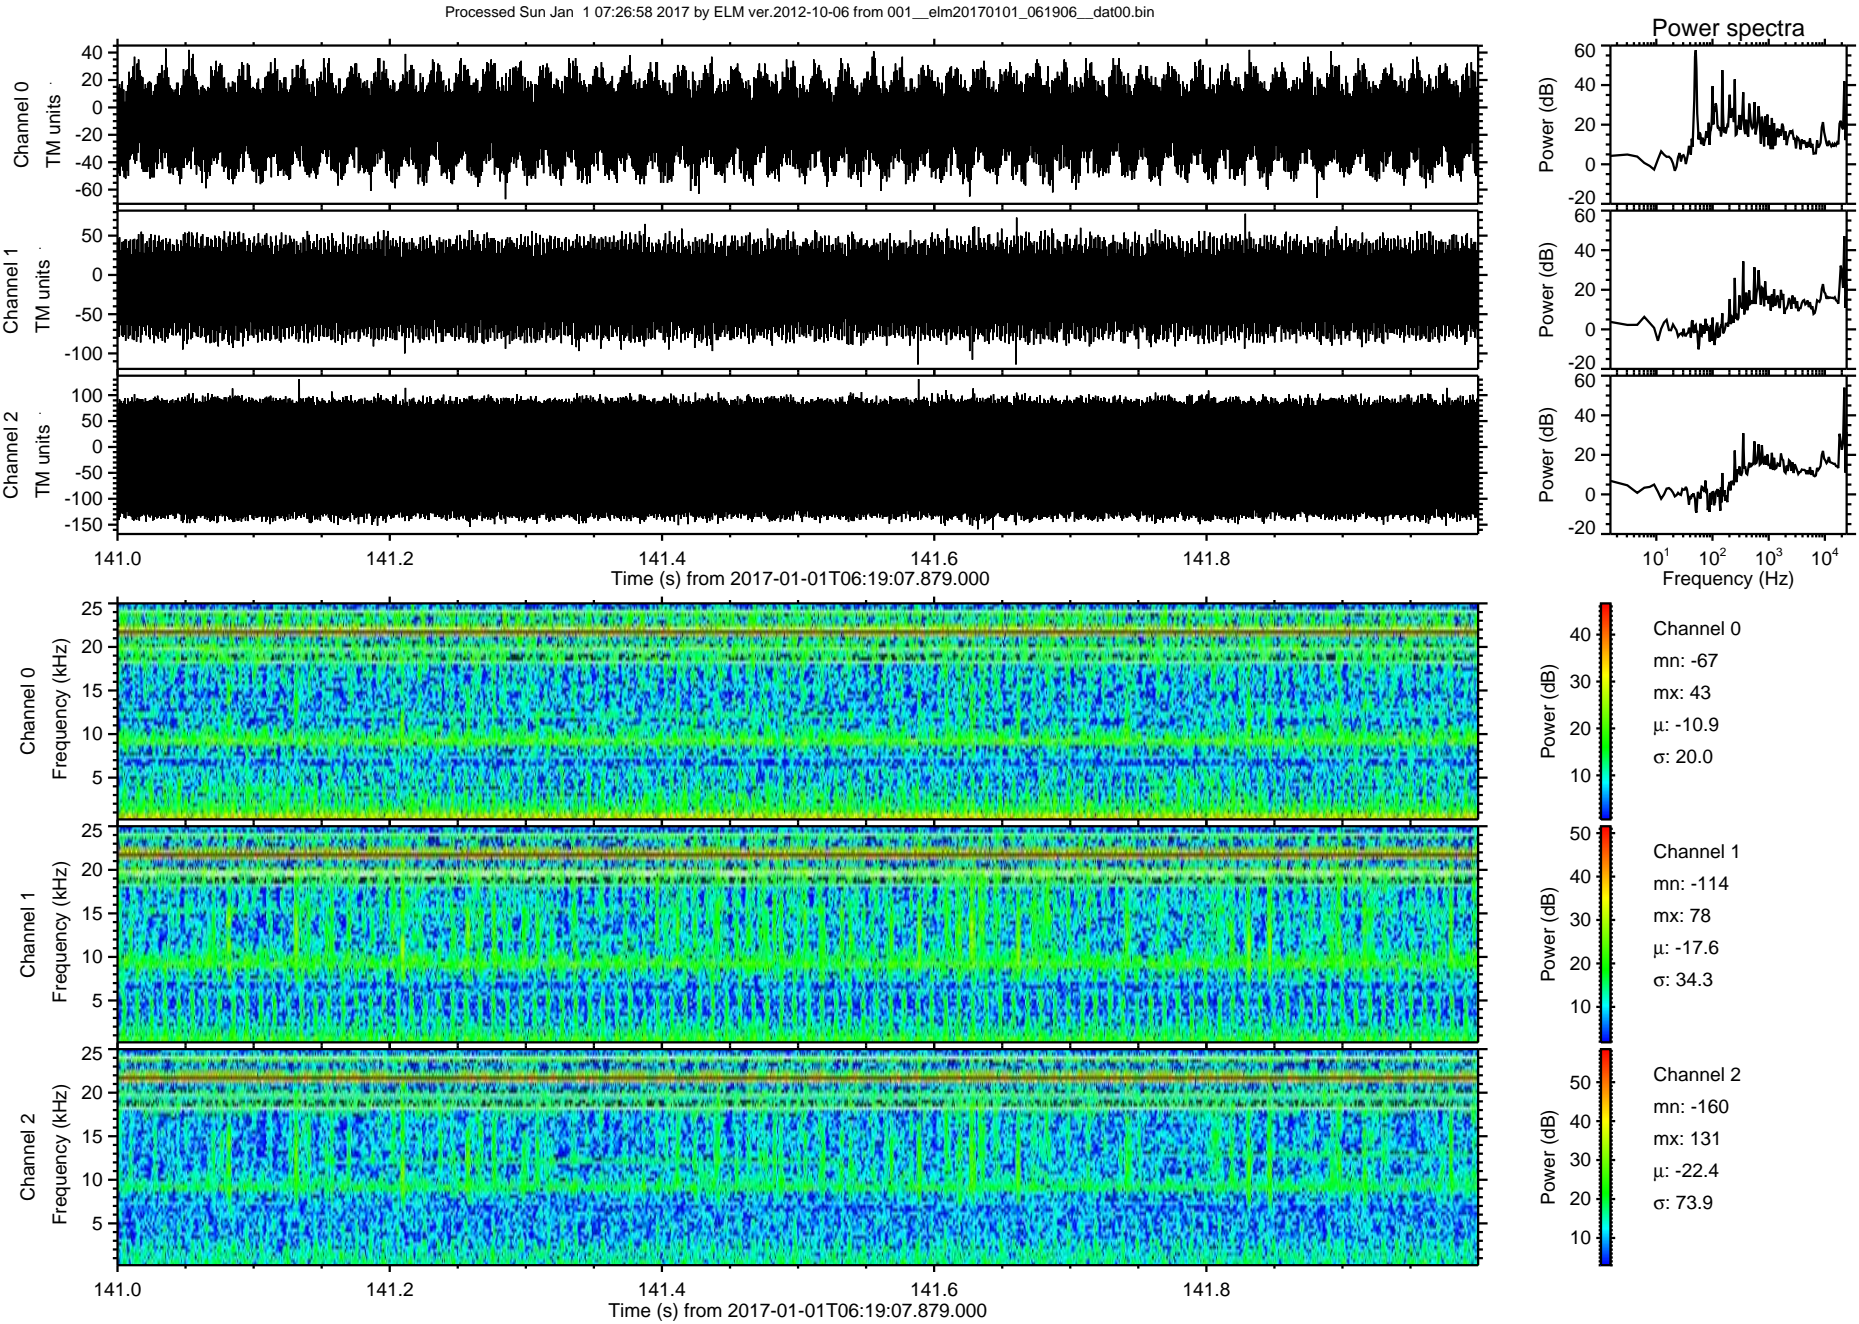 Processed Sun Jan  1 07:26:58 2017 by ELM ver.2012-10-06 from 001__elm20170101_061906__dat00.bin
Power spectra
Channel 0
TM units
40
20
0
-20
-40
-60
Power (dB)
60
40
20
0
-20
Channel 1
TM units
50
0
-50
-100
Power (dB)
60
40
20
0
-20
Channel 2
TM units
100
50
0
-50
-100
-150
Power (dB)
60
40
20
0
-20
141.0 141.2 141.4 141.6 141.8
Time (s) from 2017-01-01T06:19:07.879.000
10¹ 10² 10³ 10⁴
Frequency (Hz)
Channel 0
Frequency (kHz)
25
20
15
10
5
Power (dB)
40
30
20
10
Channel 0
mn: -67
mx: 43
μ: -10.9
σ: 20.0
Channel 1
Frequency (kHz)
25
20
15
10
5
Power (dB)
50
40
30
20
10
Channel 1
mn: -114
mx: 78
μ: -17.6
σ: 34.3
Channel 2
Frequency (kHz)
25
20
15
10
5
Power (dB)
50
40
30
20
10
Channel 2
mn: -160
mx: 131
μ: -22.4
σ: 73.9
141.0 141.2 141.4 141.6 141.8
Time (s) from 2017-01-01T06:19:07.879.000